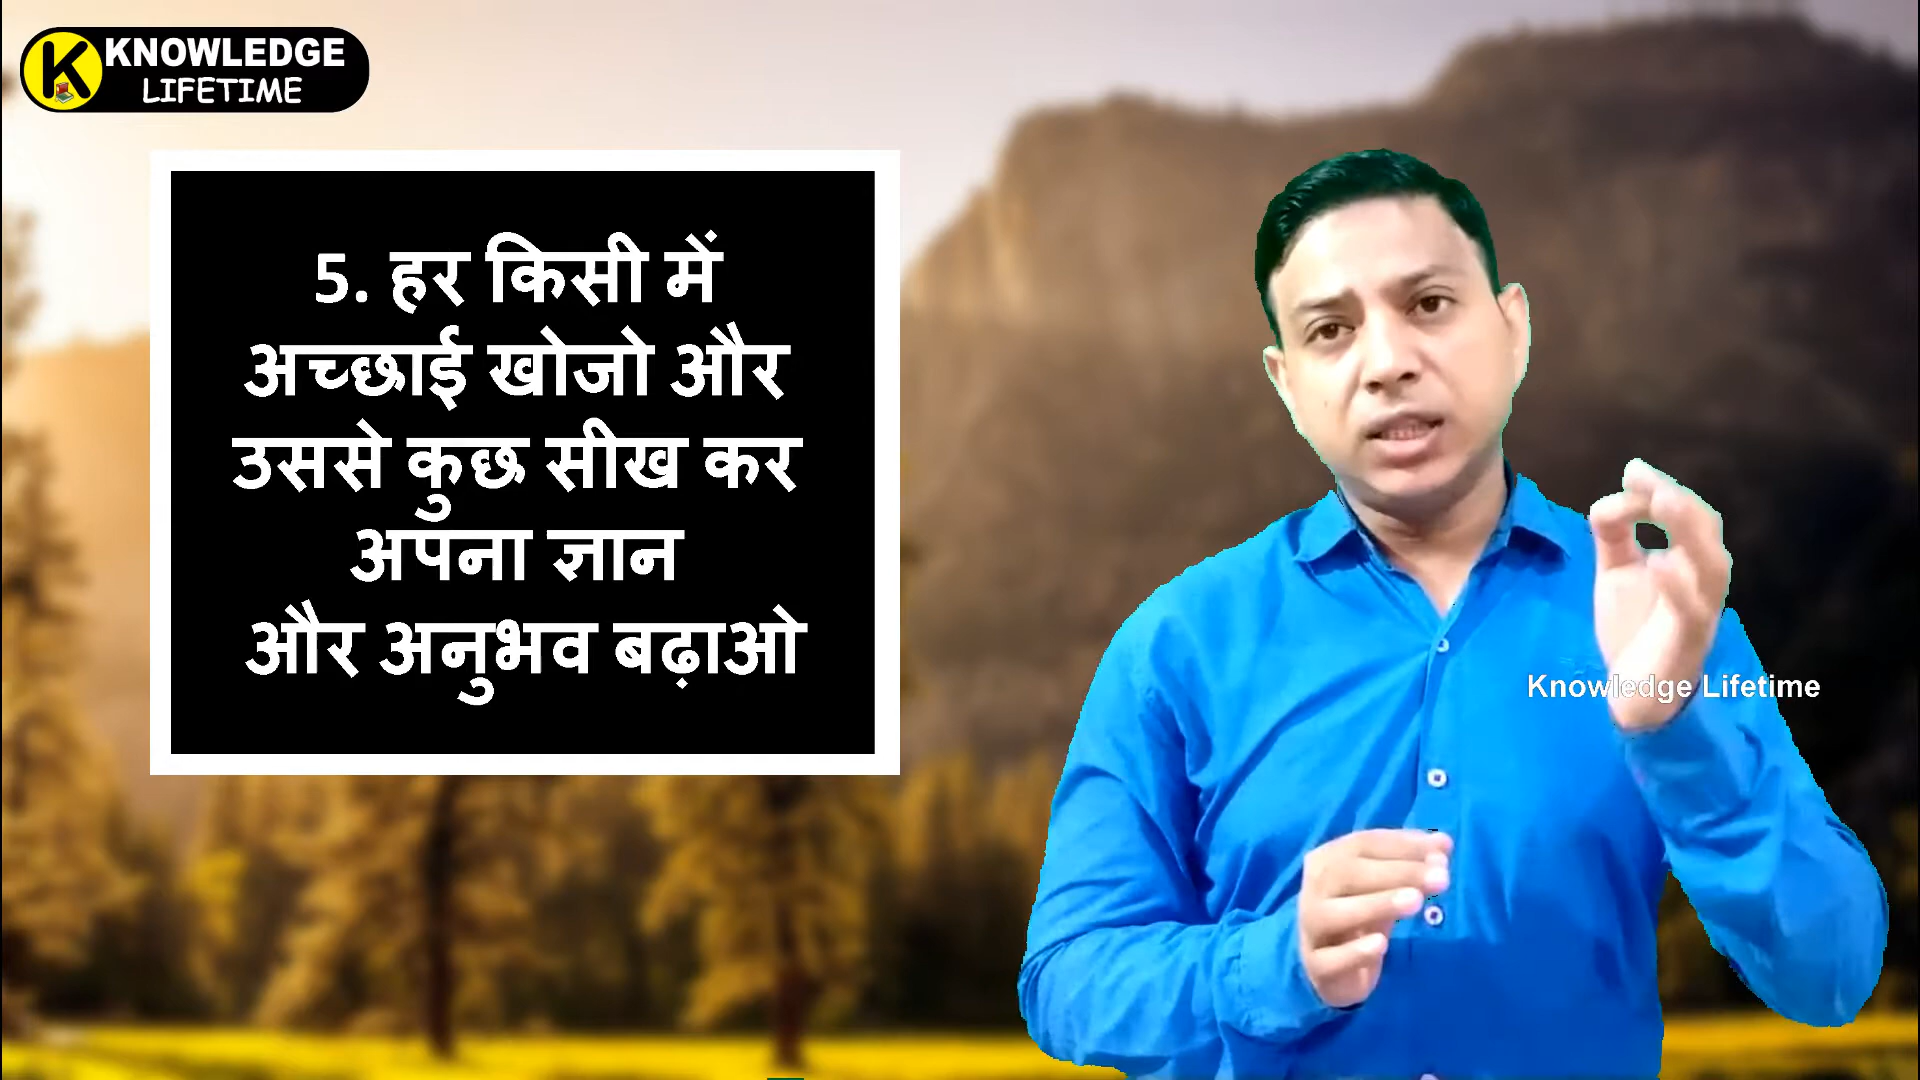 KNOWLEDGE
LIFETIME
5. हर किसी में
अच्छाई खोजो और
उससे कुछ सीख कर
अपना ज्ञान
और अनुभव बढ़ाओ
Knowledge Lifetime